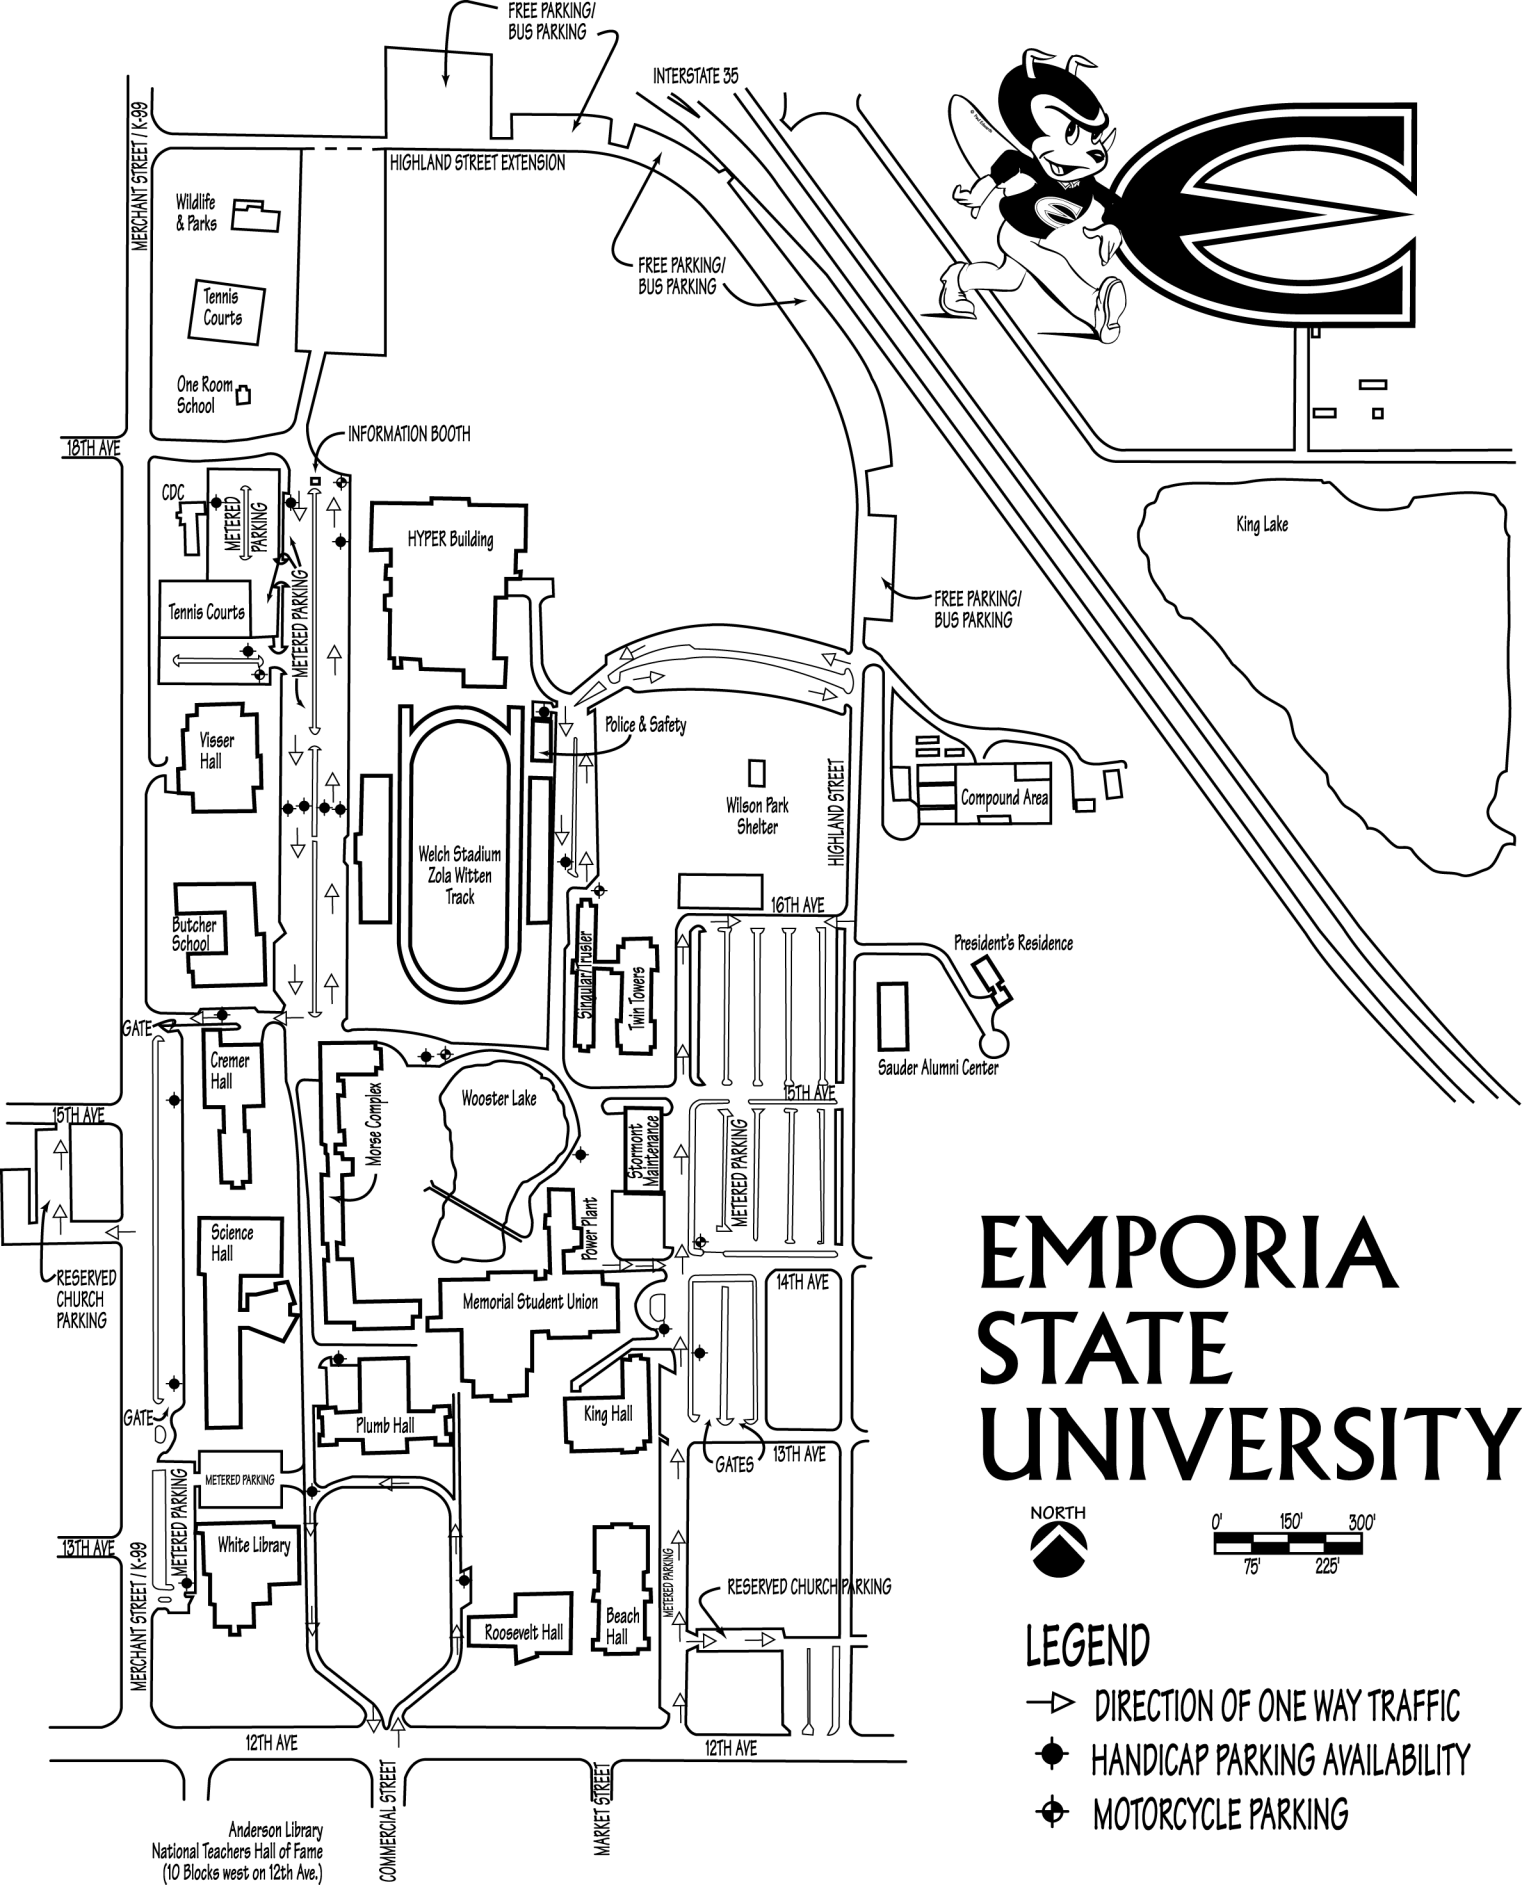 FREE PARKING/
BUS PARKING
INTERSTATE 35
MERCHANT STREET / K-99
HIGHLAND STREET EXTENSION
Wildlife
& Parks
FREE PARKING/
BUS PARKING
Tennis
Courts
One Room
School
INFORMATION BOOTH
18TH AVE
CDC
METERED
PARKING
HYPER Building
King Lake
METERED PARKING
Tennis Courts
FREE PARKING/
BUS PARKING
Visser
Hall
Police & Safety
Wilson Park
Shelter
HIGHLAND STREET
Compound Area
Welch Stadium
Zola Witten
Track
16TH AVE
Butcher
School
Singular/Trusler
Twin Towers
President's Residence
GATE
Cremer
Hall
Sauder Alumni Center
15TH AVE
Morse Complex
Wooster Lake
15TH AVE
Stormont
Maintenance
METERED PARKING
Power Plant
Science
Hall
RESERVED
CHURCH
PARKING
Memorial Student Union
14TH AVE
EMPORIA
STATE
UNIVERSITY
GATE
Plumb Hall
King Hall
GATES
13TH AVE
METERED PARKING
METERED PARKING
NORTH
0'
150'
300'
75'
225'
13TH AVE
White Library
MERCHANT STREET / K-99
METERED PARKING
RESERVED CHURCH PARKING
Roosevelt Hall
Beach
Hall
LEGEND
DIRECTION OF ONE WAY TRAFFIC
HANDICAP PARKING AVAILABILITY
MOTORCYCLE PARKING
12TH AVE
12TH AVE
COMMERCIAL STREET
MARKET STREET
Anderson Library
National Teachers Hall of Fame
(10 Blocks west on 12th Ave.)